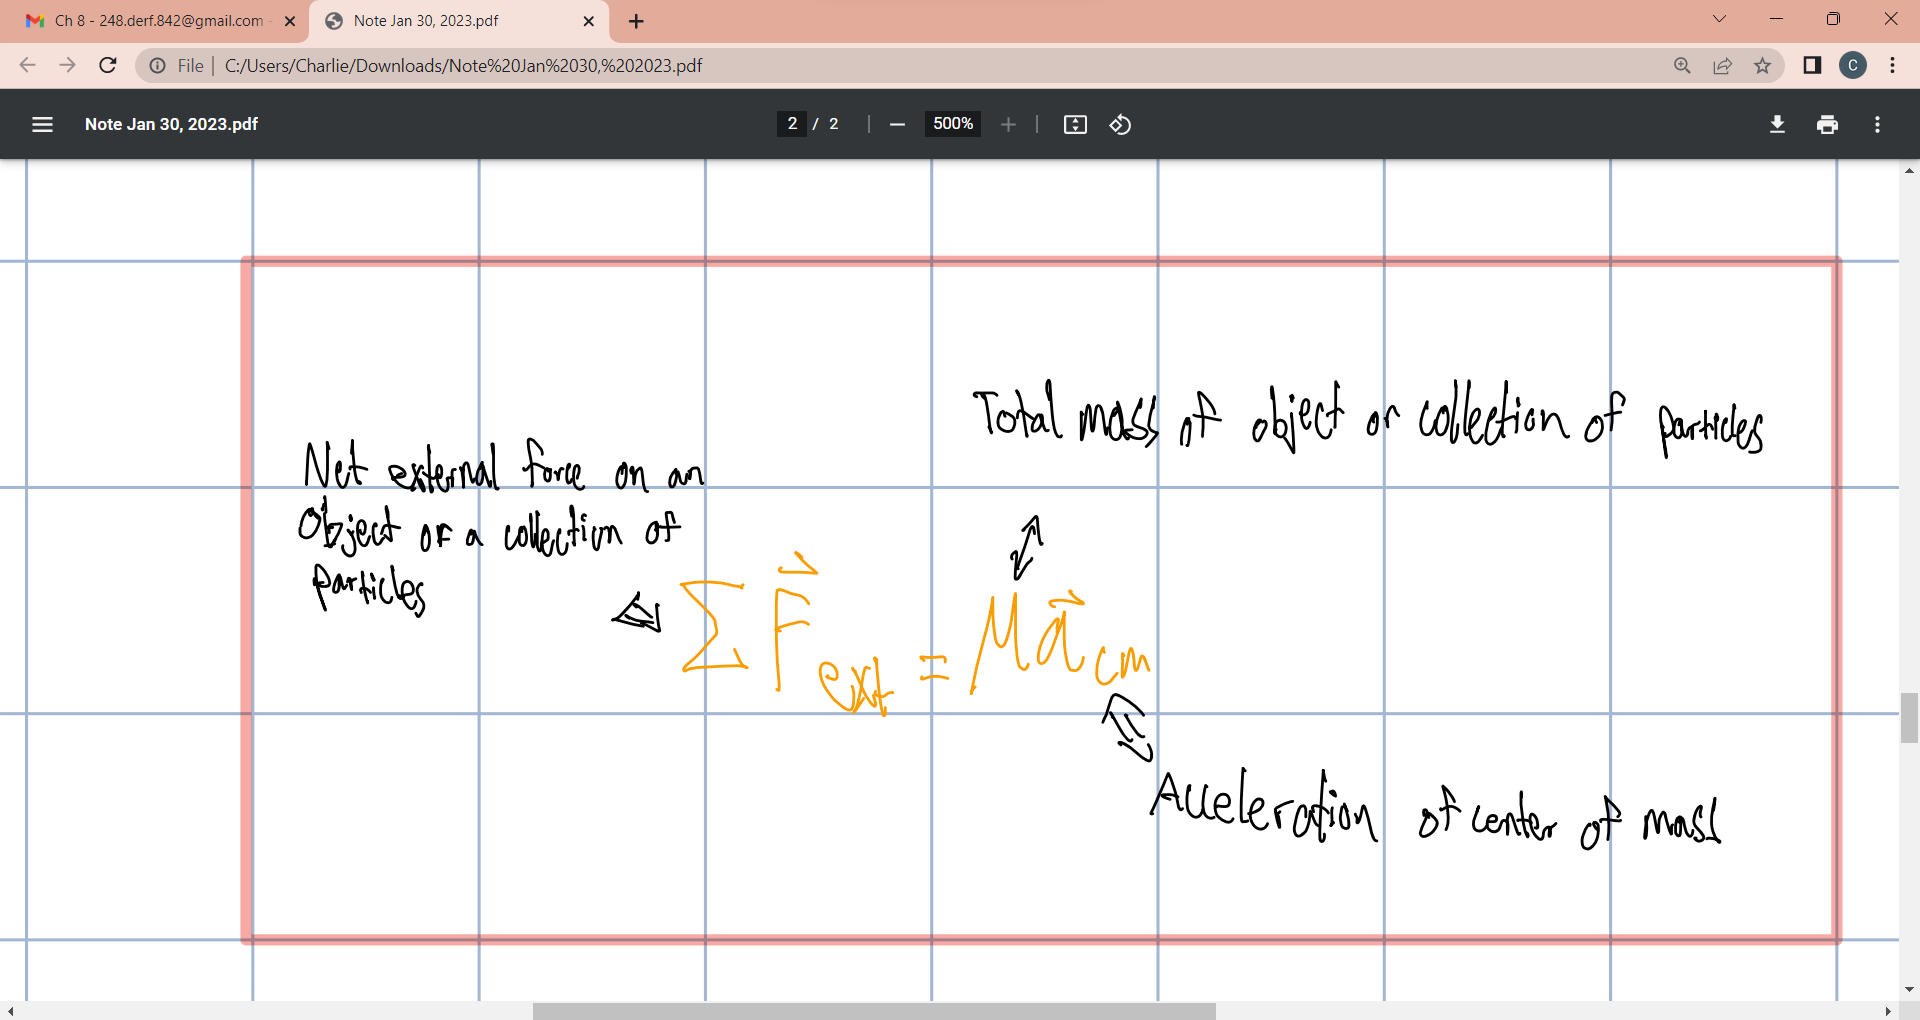 Ch 8 - 248.derf.842@gmail.com -
Note Jan 30, 2023.pdf
File
C:/Users/Charlie/Downloads/Note%20Jan%2030,%202023.pdf
C
Note Jan 30, 2023.pdf
2 / 2
500%
Total mass of object or collection of particles
Net external force on an
Object or a collection of
particles
∑F⃗ext = Ma⃗cm
Acceleration of center of mass